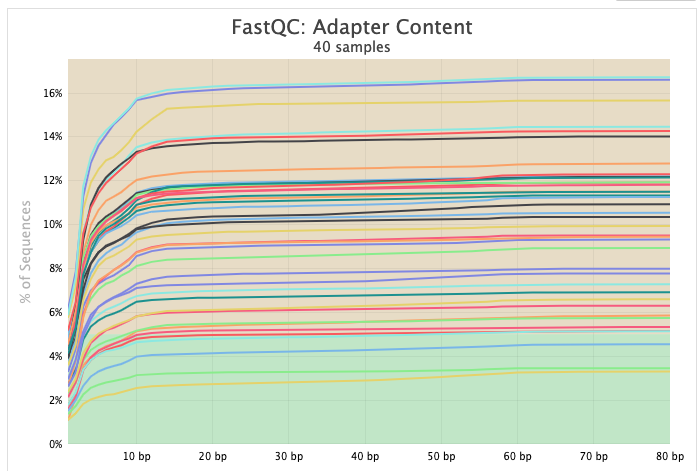 FastQC: Adapter Content
40 samples
% of Sequences
16%
14%
12%
10%
8%
6%
4%
2%
0%
10 bp 20 bp 30 bp 40 bp 50 bp 60 bp 70 bp 80 bp